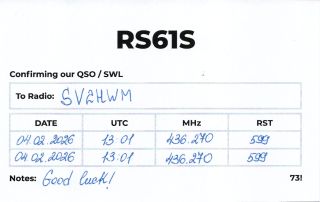 RS61S
Confirming our QSO / SWL
To Radio: SV2HWM
DATE UTC MHz RST
04.02.2026 13:01 436.270 599
04.02.2026 13:01 436.270 599
Notes: Good luck! 73!